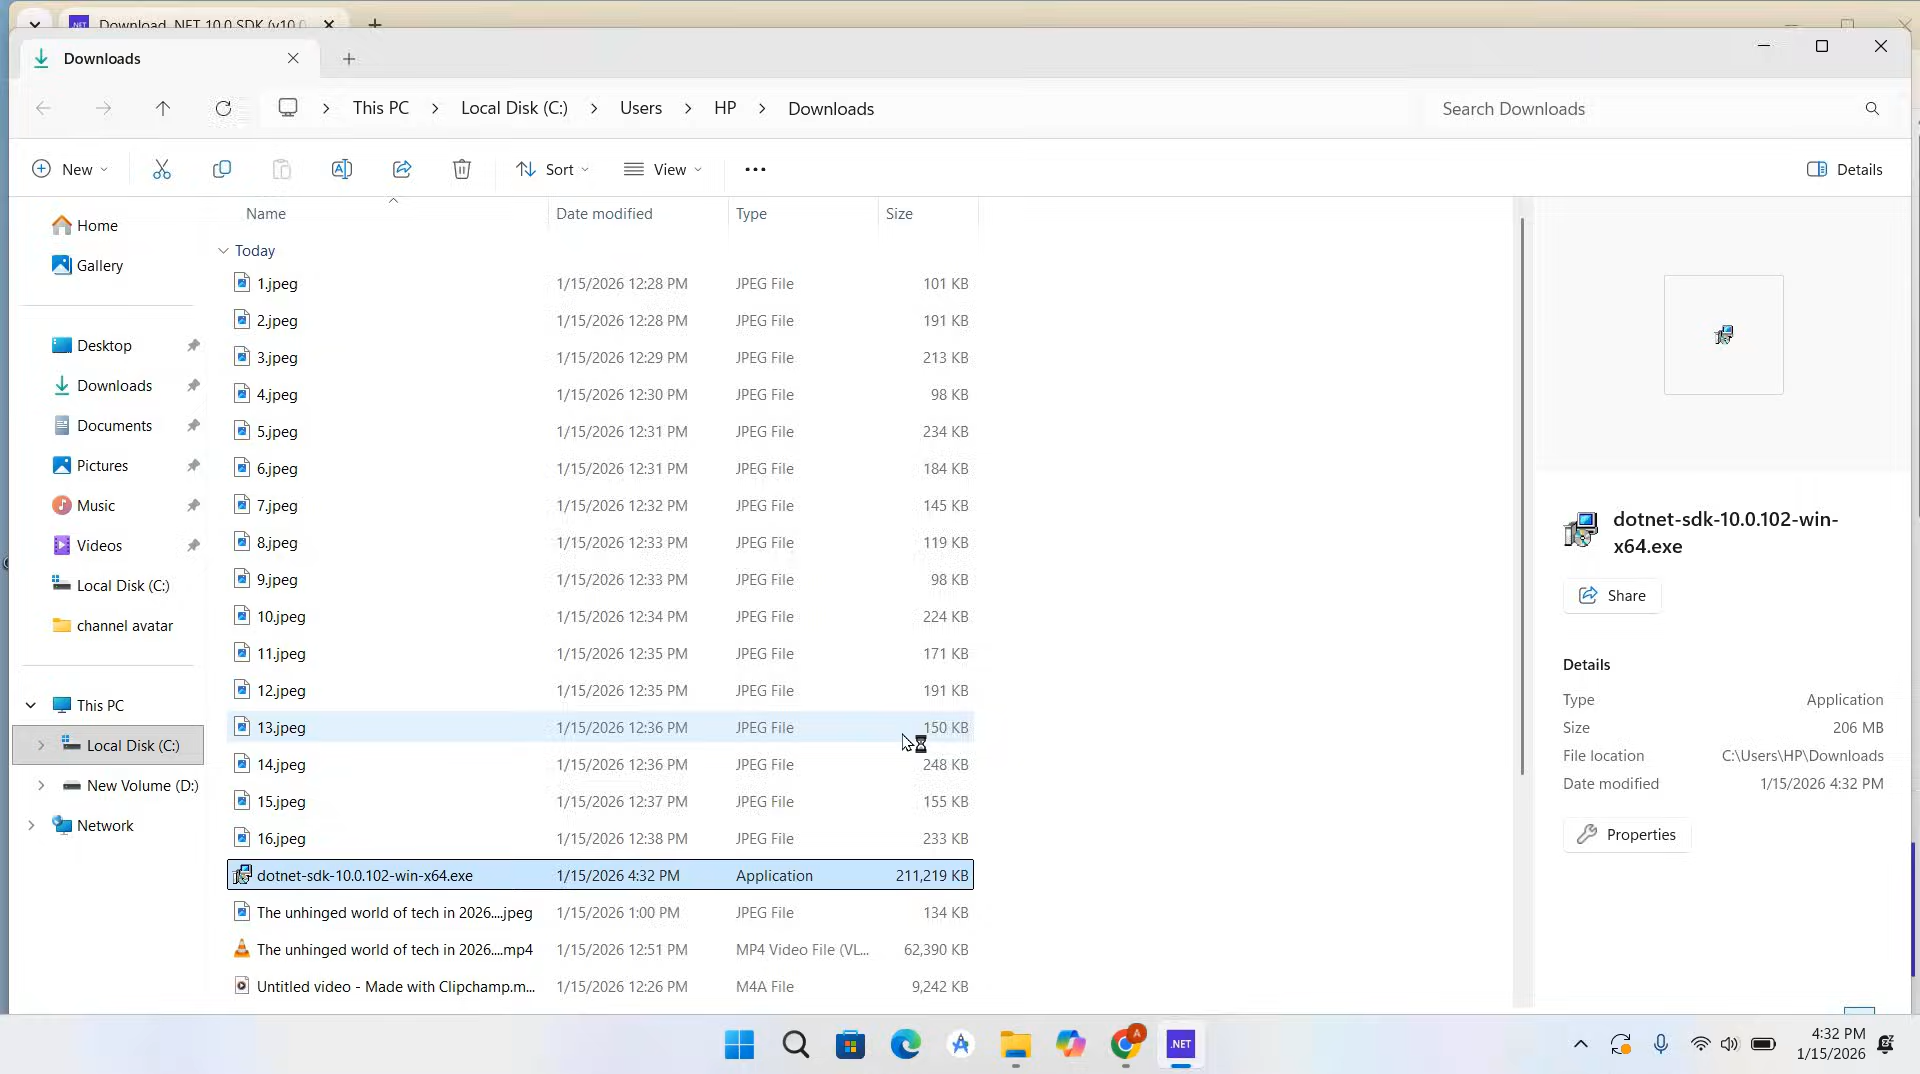 Download .NET 10.0 SDK (v10.0
Downloads
This PC > Local Disk (C:) > Users > HP > Downloads
Search Downloads
New
Sort
View
Details
Home
Gallery
Desktop
Downloads
Documents
Pictures
Music
Videos
Local Disk (C:)
channel avatar
This PC
Local Disk (C:)
New Volume (D:)
Network
Name Date modified Type Size
Today
1.jpeg 1/15/2026 12:28 PM JPEG File 101 KB
2.jpeg 1/15/2026 12:28 PM JPEG File 191 KB
3.jpeg 1/15/2026 12:29 PM JPEG File 213 KB
4.jpeg 1/15/2026 12:30 PM JPEG File 98 KB
5.jpeg 1/15/2026 12:31 PM JPEG File 234 KB
6.jpeg 1/15/2026 12:31 PM JPEG File 184 KB
7.jpeg 1/15/2026 12:32 PM JPEG File 145 KB
8.jpeg 1/15/2026 12:33 PM JPEG File 119 KB
9.jpeg 1/15/2026 12:33 PM JPEG File 98 KB
10.jpeg 1/15/2026 12:34 PM JPEG File 224 KB
11.jpeg 1/15/2026 12:35 PM JPEG File 171 KB
12.jpeg 1/15/2026 12:35 PM JPEG File 191 KB
13.jpeg 1/15/2026 12:36 PM JPEG File 150 KB
14.jpeg 1/15/2026 12:36 PM JPEG File 248 KB
15.jpeg 1/15/2026 12:37 PM JPEG File 155 KB
16.jpeg 1/15/2026 12:38 PM JPEG File 233 KB
dotnet-sdk-10.0.102-win-x64.exe 1/15/2026 4:32 PM Application 211,219 KB
The unhinged world of tech in 2026....jpeg 1/15/2026 1:00 PM JPEG File 134 KB
The unhinged world of tech in 2026....mp4 1/15/2026 12:51 PM MP4 Video File (VL... 62,390 KB
Untitled video - Made with Clipchamp.m... 1/15/2026 12:26 PM M4A File 9,242 KB
dotnet-sdk-10.0.102-win-
x64.exe
Share
Details
Type Application
Size 206 MB
File location C:\Users\HP\Downloads
Date modified 1/15/2026 4:32 PM
Properties
A
.NET
4:32 PM
1/15/2026